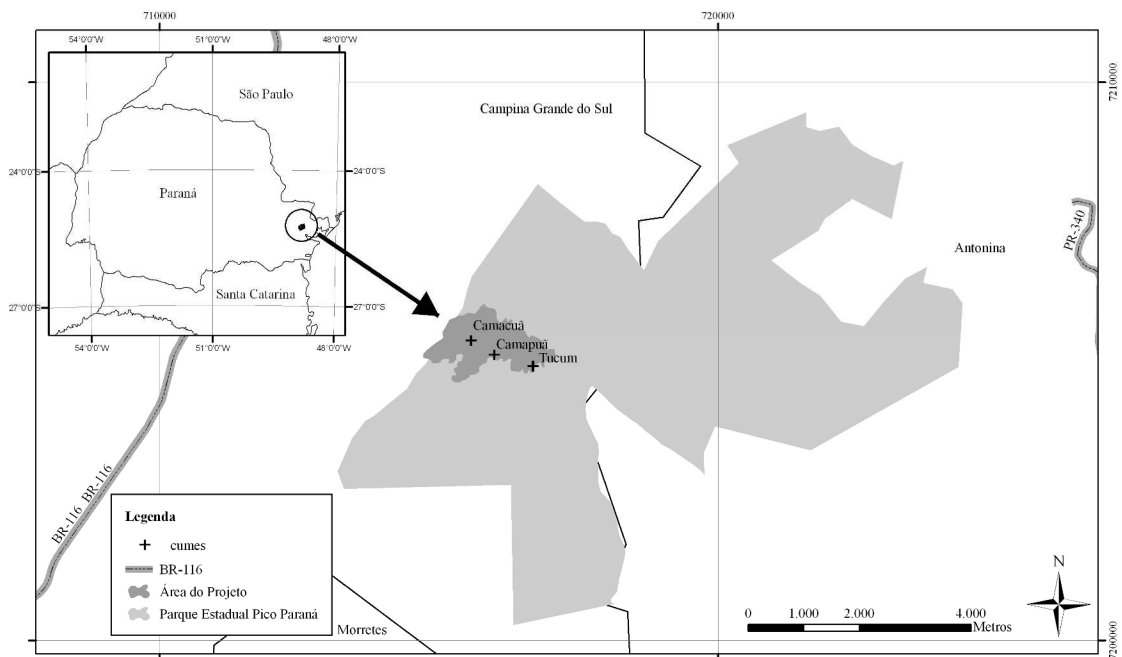 710000
720000
54°0'0"W
51°0'0"W
48°0'0"W
São Paulo
7210000
Campina Grande do Sul
24°0'0"S
24°0'0"S
Paraná
PR-340
Antonina
Santa Catarina
27°0'0"S
27°0'0"S
Camacuã
Camapuã
Tucum
54°0'0"W
51°0'0"W
48°0'0"W
BR-116
BR-116
Legenda
cumes
BR-116
Área do Projeto
Parque Estadual Pico Paraná
N
0
1.000
2.000
4.000
Metros
Morretes
7200000